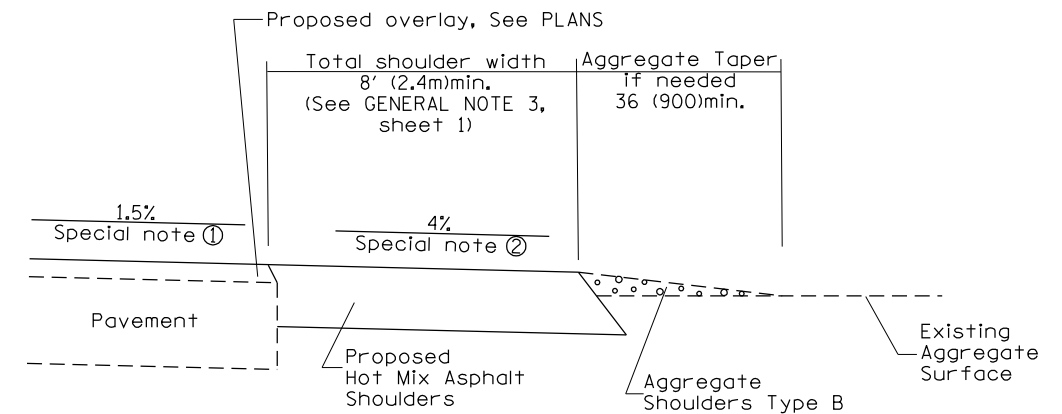 Proposed overlay, See PLANS
Total shoulder width
8' (2.4m)min.
(See GENERAL NOTE 3,
sheet 1)
Aggregate Taper
if needed
36 (900)min.
1.5%
Special note ①
4%
Special note ②
Pavement
Proposed
Hot Mix Asphalt
Shoulders
Aggregate
Shoulders Type B
Existing
Aggregate
Surface